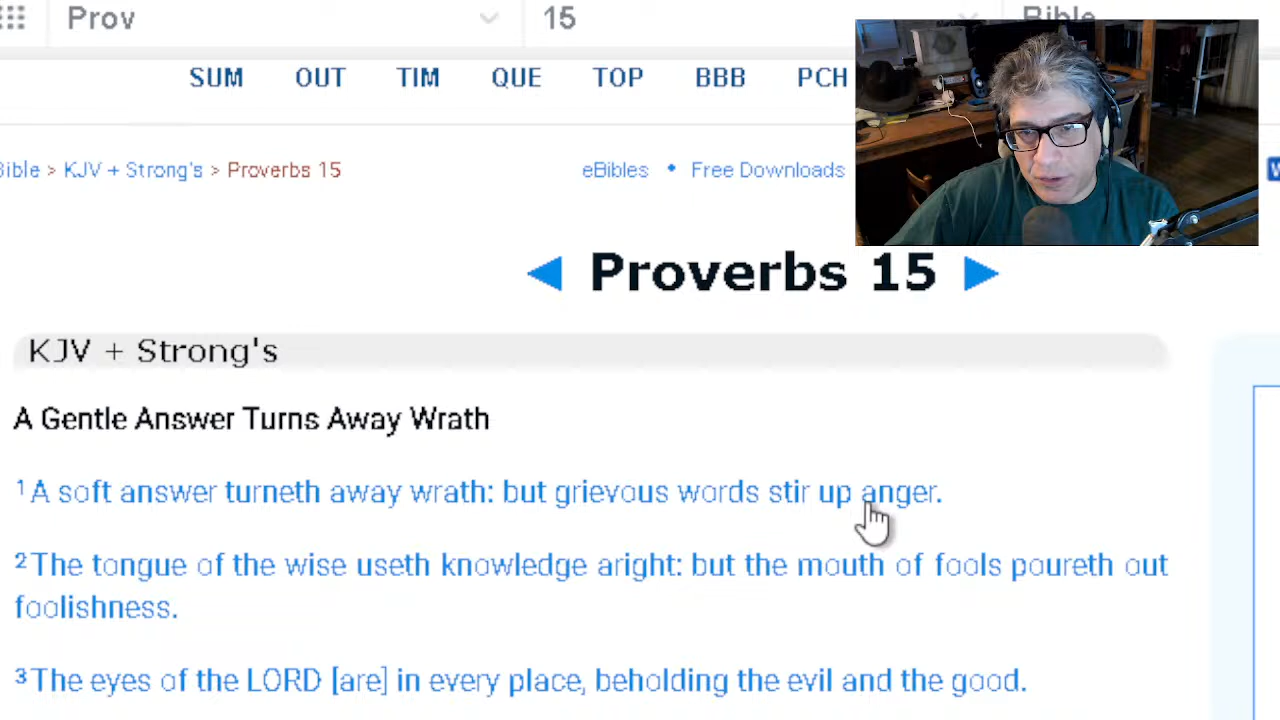 Prov 15 Bible
SUM OUT TIM QUE TOP BBB PCH
Bible > KJV + Strong's > Proverbs 15 eBibles • Free Downloads
Proverbs 15
KJV + Strong's
A Gentle Answer Turns Away Wrath
1 A soft answer turneth away wrath: but grievous words stir up anger.
2 The tongue of the wise useth knowledge aright: but the mouth of fools poureth out
foolishness.
3 The eyes of the LORD [are] in every place, beholding the evil and the good.